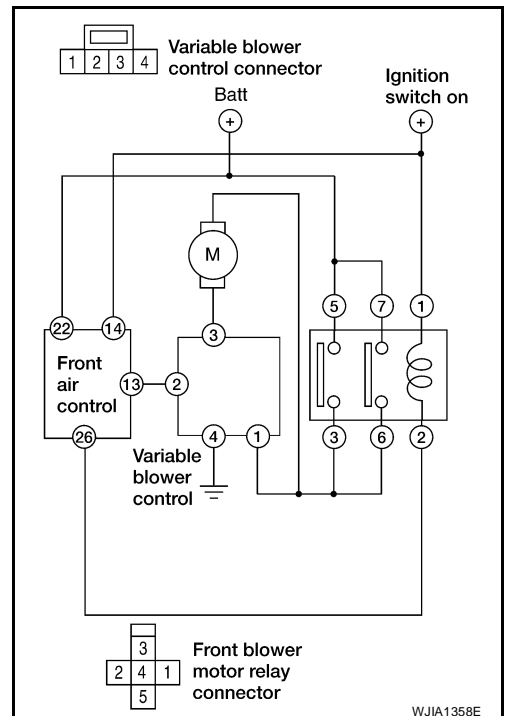 1 2 3 4
Variable blower
control connector
Batt
+
Ignition
switch on
+
M
5 7 1
22 14
3
Front
air
control
13 2
26
4 1
3 6 2
Variable
blower
control
3
2 4 1
5
Front blower
motor relay
connector
WJIA1358E